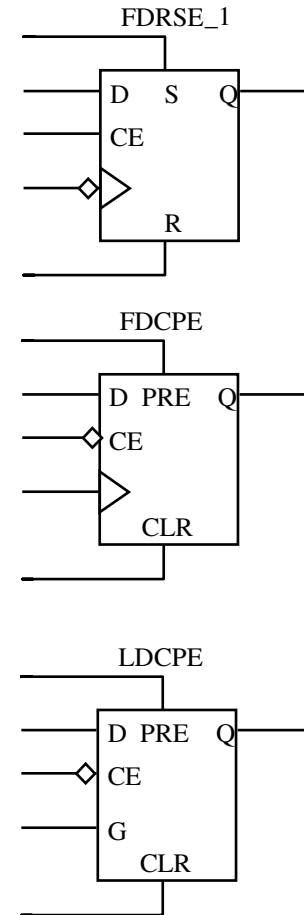 FDRSE_1
D S Q
CE
R
FDCPE
D PRE Q
CE
CLR
LDCPE
D PRE Q
CE
G
CLR